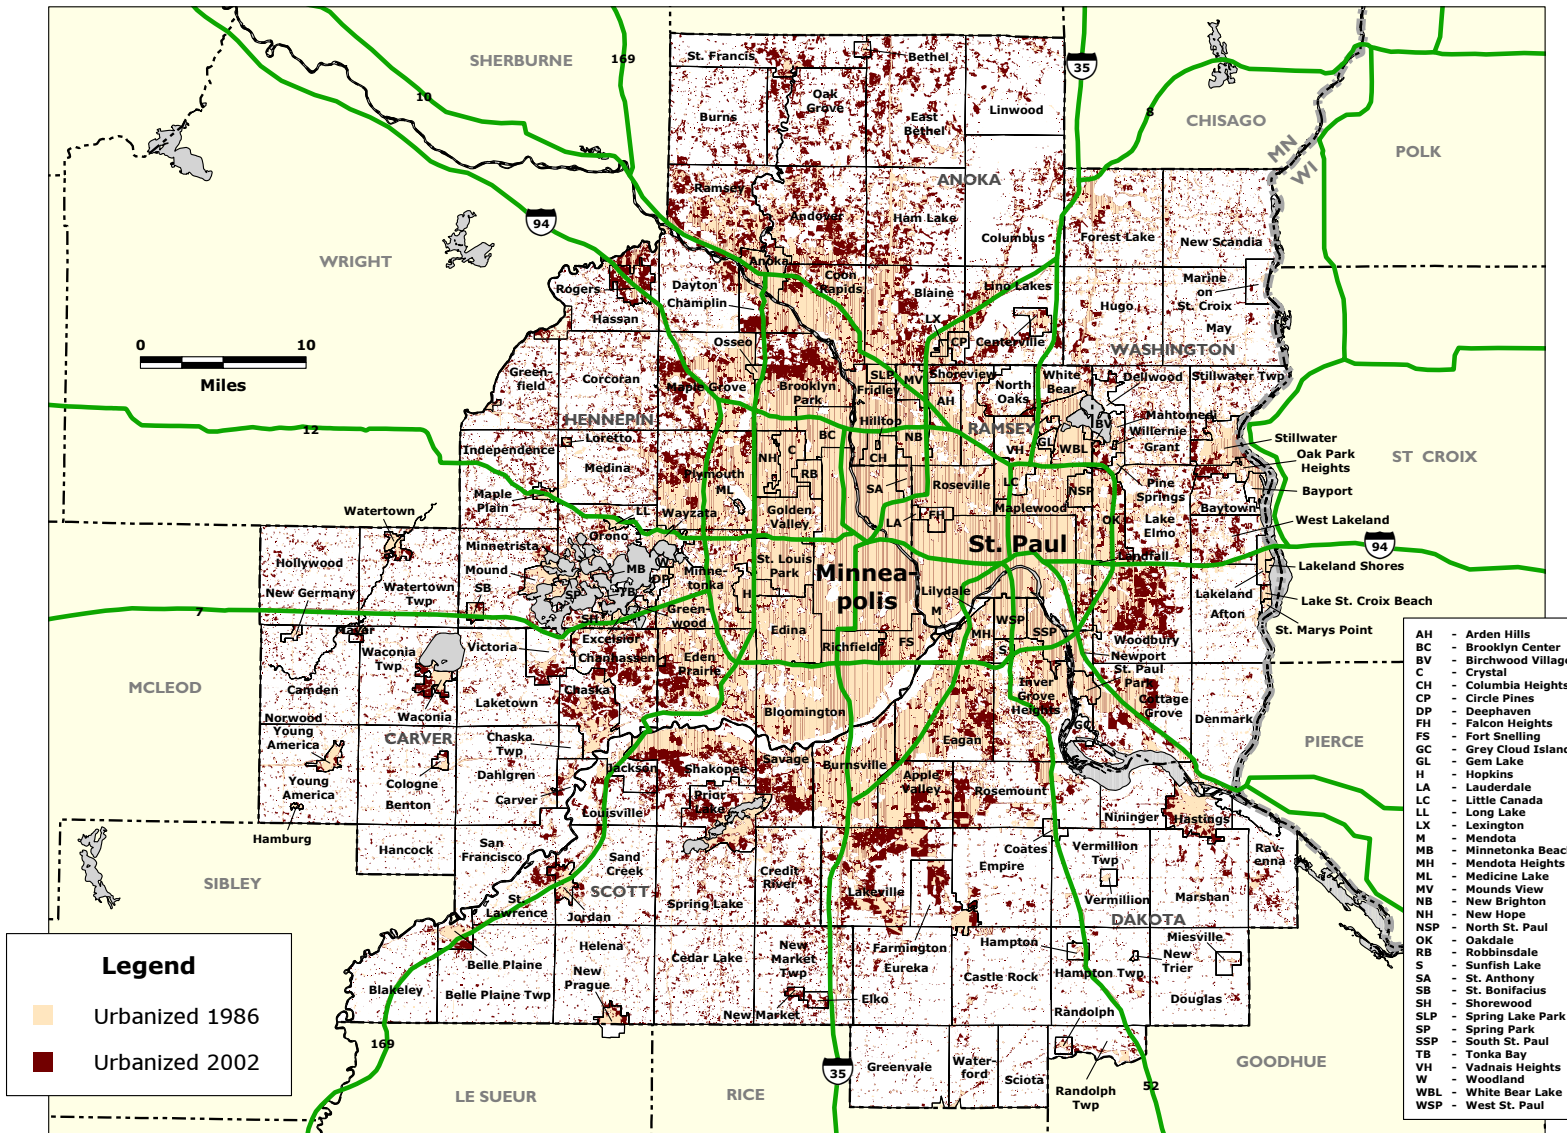 SHERBURNE
169
10
St. Francis
Bethel
35
Oak
Grove
Linwood
Burns
East
Bethel
8
CHISAGO
MN
WI
POLK
ANOKA
Ramsey
Andover
Ham Lake
94
Columbus
Forest Lake
New Scandia
WRIGHT
Anoka
Rogers
Dayton
Coon
Rapids
Lino Lakes
Marine
on
St. Croix
Champlin
Blaine
Hugo
Hassan
LX
May
0
10
Miles
Osseo
CP
Centerville
WASHINGTON
Green-
field
Corcoran
Maple Grove
Brooklyn
Park
SLP
Fridley
MV
Shoreview
North
Oaks
White
Bear
Dellwood
Stillwater Twp
AH
HENNEPIN
Hilltop
RAMSEY
BV
Mahtomedi
Willernie
12
Loretto
BC
NB
GL
Grant
Stillwater
Independence
C
VH
WBL
Oak Park
Heights
ST CROIX
Medina
Plymouth
NH
RB
CH
Maple
Plain
ML
SA
Roseville
LC
NSP
Pine
Springs
Bayport
Watertown
LL
Wayzata
Golden
Valley
LA
FH
Maplewood
OK
Lake
Elmo
Baytown
West Lakeland
Orono
St. Paul
94
Minnetrista
Landfall
Hollywood
Mound
MB
W
DP
Minne-
tonka
St. Louis
Park
Minnea-
polis
Lakeland Shores
New Germany
Watertown
Twp
SB
SP
TB
H
Lilydale
Lakeland
Lake St. Croix Beach
7
SH
Green-
wood
M
WSP
Afton
Mayer
Excelsior
Edina
MH
SSP
Woodbury
St. Marys Point
Waconia
Twp
Victoria
Chanhassen
Eden
Prairie
Richfield
FS
S
Newport
St. Paul
Park
MCLEOD
Camden
Chaska
Inver
Grove
Heights
Cottage
Grove
Norwood
Young
America
Waconia
Laketown
Bloomington
GC
Denmark
CARVER
Chaska
Twp
Eagan
PIERCE
Young
America
Cologne
Dahlgren
Jackson
Shakopee
Savage
Burnsville
Apple
Valley
Rosemount
Benton
Carver
Louisville
Prior
Lake
Nininger
Hastings
Hamburg
Hancock
San
Francisco
Sand
Creek
Credit
River
Coates
Empire
Vermillion
Twp
Rav-
enna
SIBLEY
SCOTT
Lakeville
St.
Lawrence
Jordan
Spring Lake
Vermillion
Marshan
DAKOTA
Belle Plaine
Helena
Cedar Lake
New
Market
Twp
Farmington
Eureka
Hampton
Miesville
New
Trier
Blakeley
Belle Plaine Twp
New
Prague
Castle Rock
Hampton Twp
New Market
Elko
Douglas
Randolph
169
35
Greenvale
Water-
ford
Sciota
Randolph
Twp
52
GOODHUE
LE SUEUR
RICE
Legend
Urbanized 1986
Urbanized 2002
AH - Arden Hills
BC - Brooklyn Center
BV - Birchwood Village
C - Crystal
CH - Columbia Heights
CP - Circle Pines
DP - Deephaven
FH - Falcon Heights
FS - Fort Snelling
GC - Grey Cloud Island
GL - Gem Lake
H - Hopkins
LA - Lauderdale
LC - Little Canada
LL - Long Lake
LX - Lexington
M - Mendota
MB - Minnetonka Beach
MH - Mendota Heights
ML - Medicine Lake
MV - Mounds View
NB - New Brighton
NH - New Hope
NSP - North St. Paul
OK - Oakdale
RB - Robbinsdale
S - Sunfish Lake
SA - St. Anthony
SB - St. Bonifacius
SH - Shorewood
SLP - Spring Lake Park
SP - Spring Park
SSP - South St. Paul
TB - Tonka Bay
VH - Vadnais Heights
W - Woodland
WBL - White Bear Lake
WSP - West St. Paul